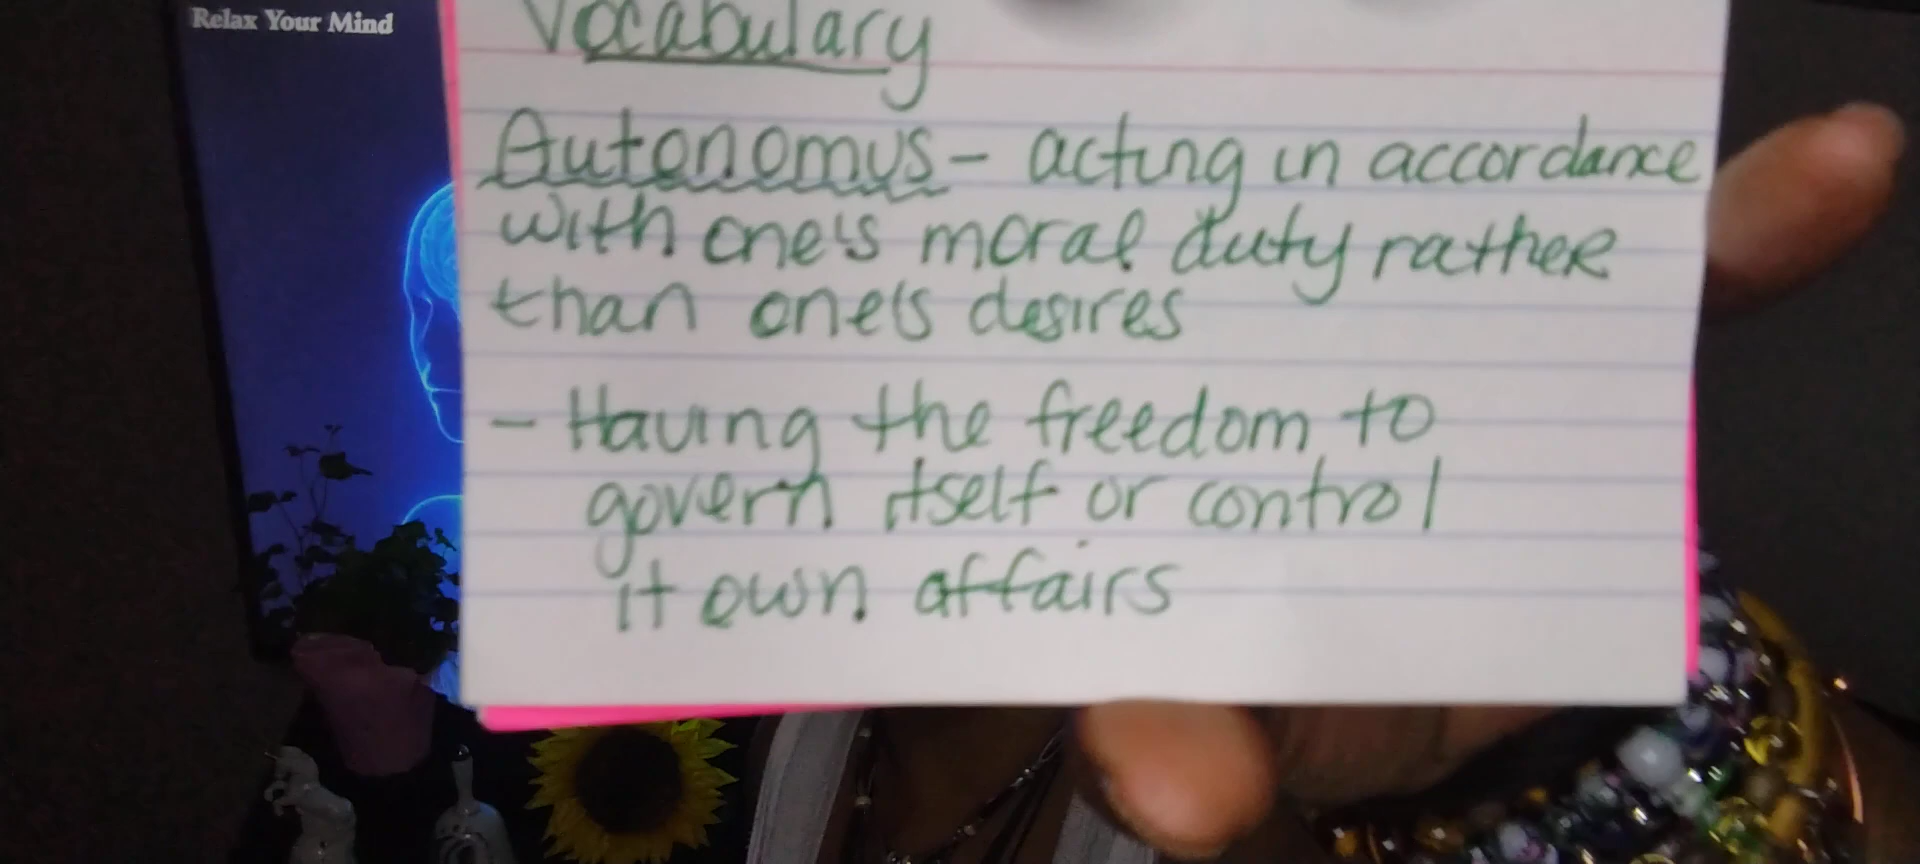 Relax Your Mind
Vocabulary
Autonomus - acting in accordance
with one's moral duty rather
than one's desires
- Having the freedom to
govern itself or control
it own affairs